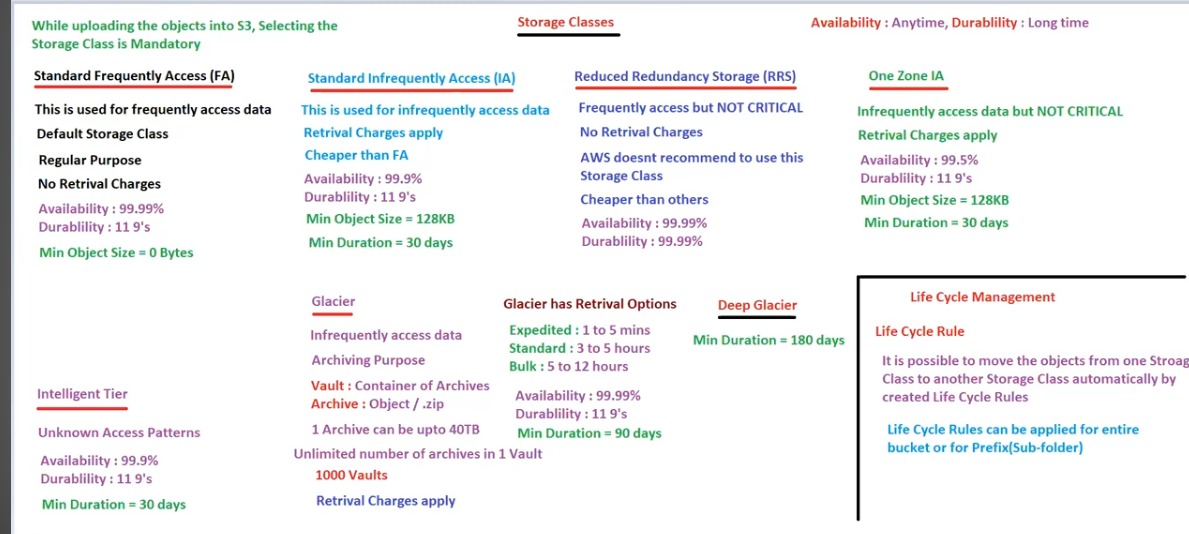 While uploading the objects into S3, Selecting the
Storage Class is Mandatory
Storage Classes
Availability : Anytime, Durablility : Long time
Standard Frequently Access (FA)
This is used for frequently access data
Default Storage Class
Regular Purpose
No Retrival Charges
Availability : 99.99%
Durablility : 11 9's
Min Object Size = 0 Bytes
Standard Infrequently Access (IA)
This is used for infrequently access data
Retrival Charges apply
Cheaper than FA
Availability : 99.9%
Durablility : 11 9's
Min Object Size = 128KB
Min Duration = 30 days
Reduced Redundancy Storage (RRS)
Frequently access but NOT CRITICAL
No Retrival Charges
AWS doesnt recommend to use this
Storage Class
Cheaper than others
Availability : 99.99%
Durablility : 99.99%
One Zone IA
Infrequently access data but NOT CRITICAL
Retrival Charges apply
Availability : 99.5%
Durablility : 11 9's
Min Object Size = 128KB
Min Duration = 30 days
Intelligent Tier
Unknown Access Patterns
Availability : 99.9%
Durablility : 11 9's
Min Duration = 30 days
Glacier
Infrequently access data
Archiving Purpose
Vault : Container of Archives
Archive : Object / .zip
1 Archive can be upto 40TB
Unlimited number of archives in 1 Vault
1000 Vaults
Retrival Charges apply
Glacier has Retrival Options
Expedited : 1 to 5 mins
Standard : 3 to 5 hours
Bulk : 5 to 12 hours
Availability : 99.99%
Durablility : 11 9's
Min Duration = 90 days
Deep Glacier
Min Duration = 180 days
Life Cycle Management
Life Cycle Rule
It is possible to move the objects from one Stroag
Class to another Storage Class automatically by
created Life Cycle Rules
Life Cycle Rules can be applied for entire
bucket or for Prefix(Sub-folder)